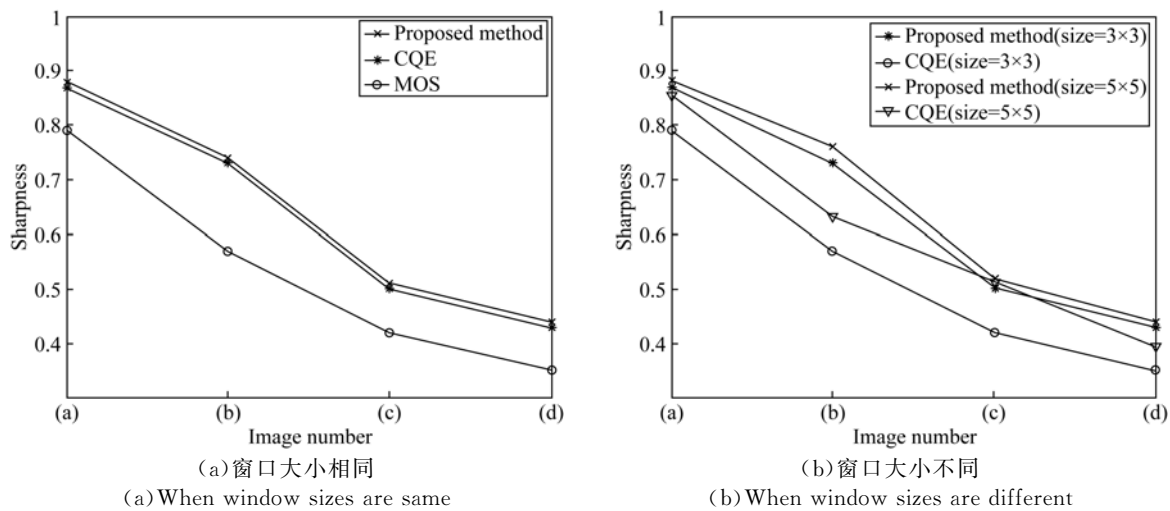 1
0.9
0.8
0.7
0.6
0.5
0.4
Sharpness
Proposed method
CQE
MOS
(a)
(b)
(c)
(d)
Image number
(a)窗口大小相同
(a)When window sizes are same
1
0.9
0.8
0.7
0.6
0.5
0.4
Sharpness
Proposed method(size=3×3)
CQE(size=3×3)
Proposed method(size=5×5)
CQE(size=5×5)
(a)
(b)
(c)
(d)
Image number
(b)窗口大小不同
(b)When window sizes are different